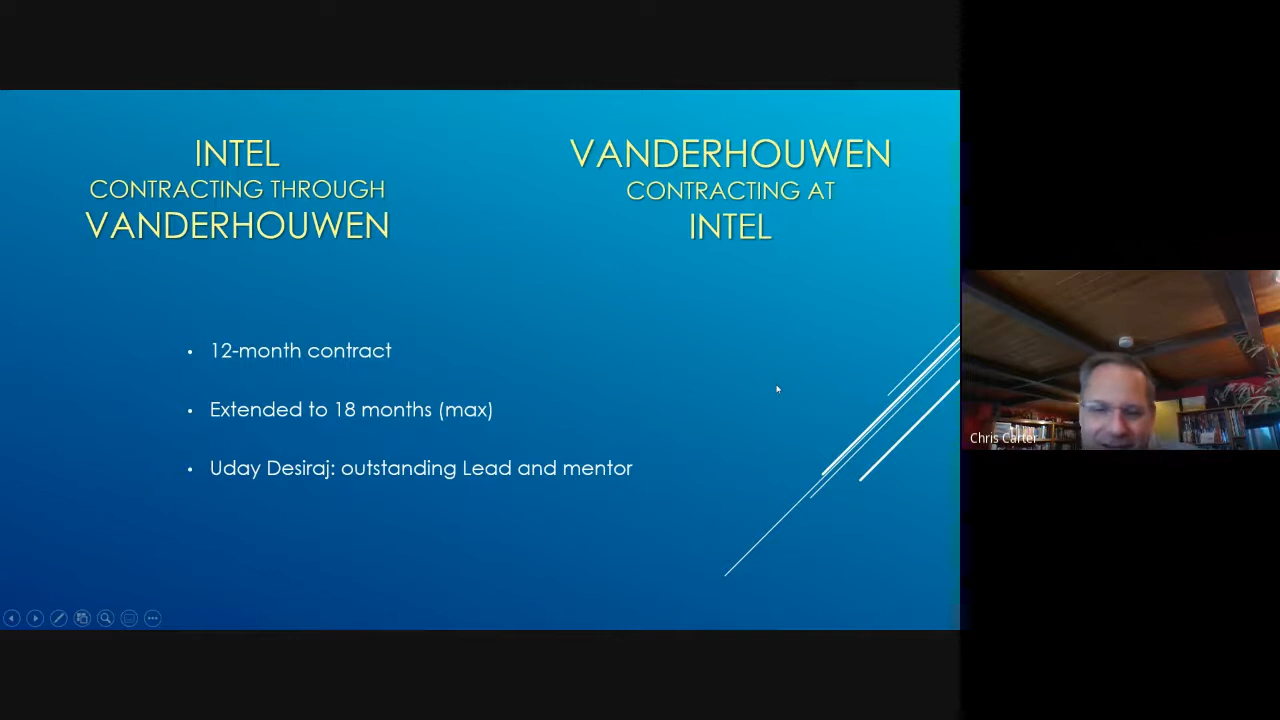 INTEL
CONTRACTING THROUGH
VANDERHOUWEN
VANDERHOUWEN
CONTRACTING AT
INTEL
• 12-month contract
• Extended to 18 months (max)
• Uday Desiraj: outstanding Lead and mentor
Chris Carter